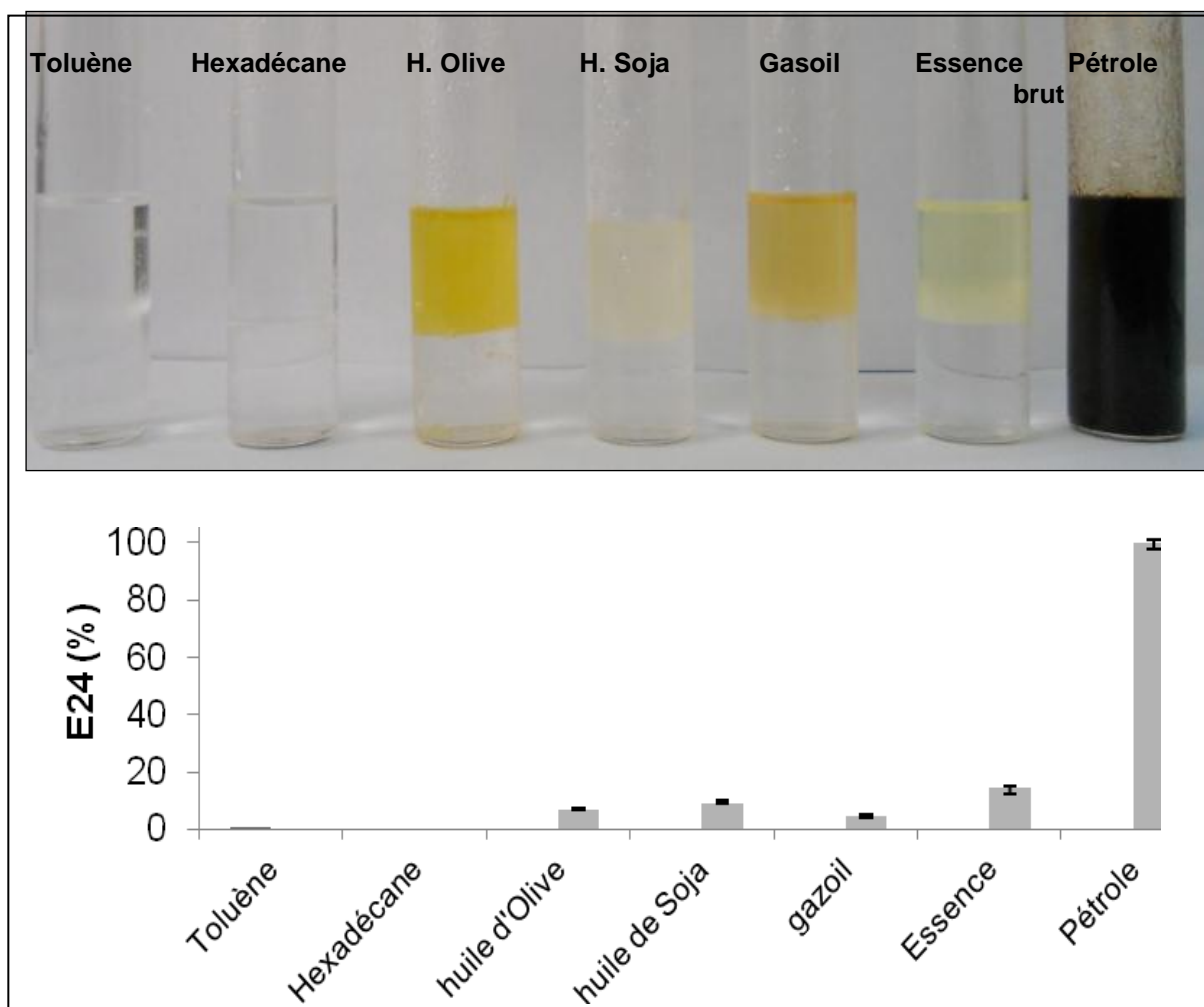 Toluène Hexadécane H. Olive H. Soja Gasoil Essence Pétrole
brut
E24 (%)
100
80
60
40
20
0
Toluène
Hexadécane
huile d'Olive
huile de Soja
gazoil
Essence
Pétrole